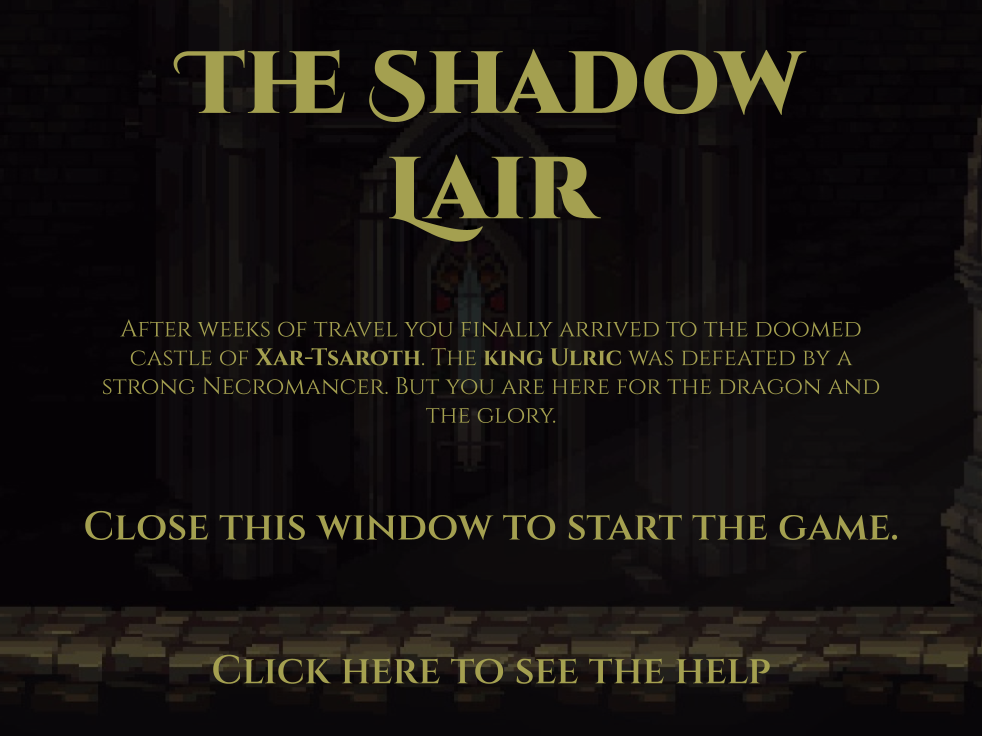 The Shadow
Lair
After weeks of travel you finally arrived to the doomed
castle of Xar-Tsaroth. The king Ulric was defeated by a
strong Necromancer. But you are here for the dragon and
the glory.
Close this window to start the game.
Click here to see the help